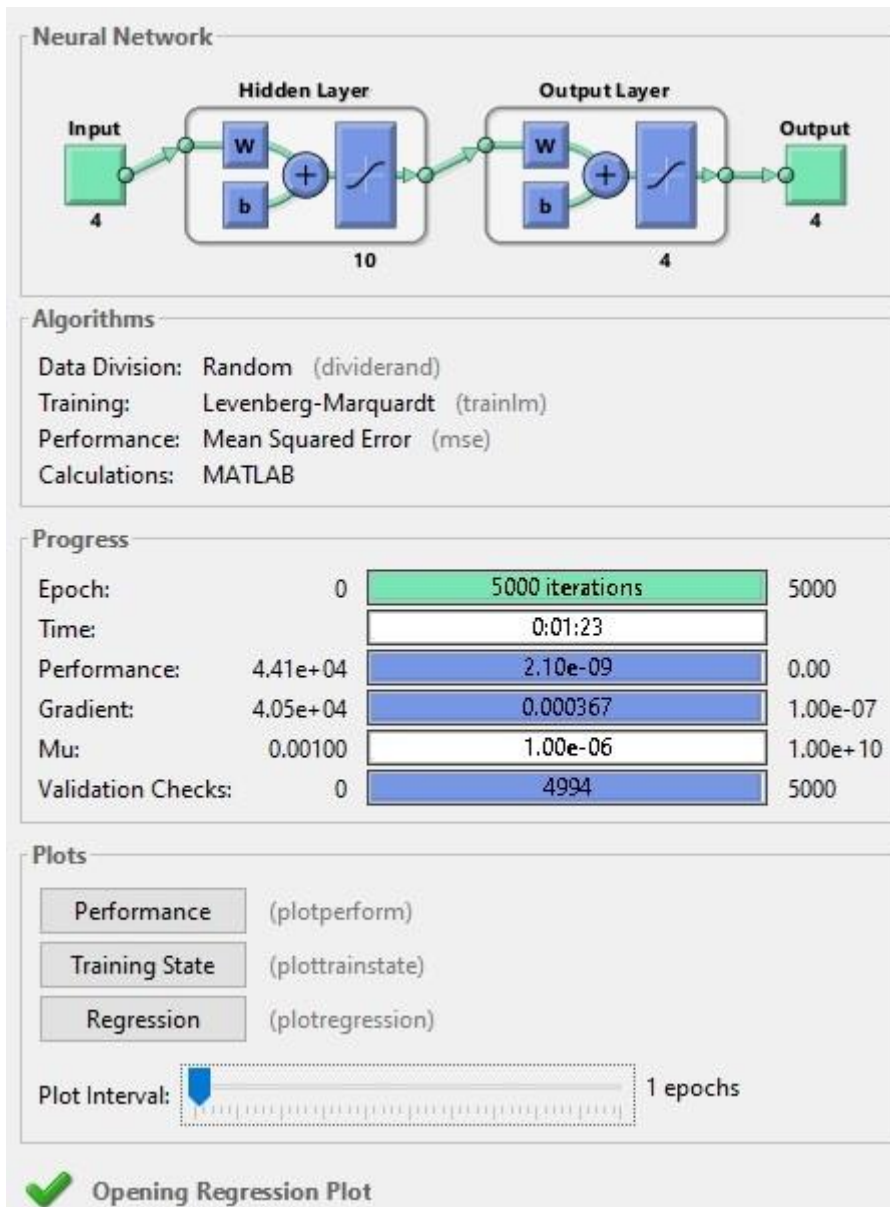 Neural Network
Hidden Layer Output Layer
Input Output
W W
+ +
b b
4 4
10 4
Algorithms
Data Division: Random (dividerand)
Training: Levenberg-Marquardt (trainlm)
Performance: Mean Squared Error (mse)
Calculations: MATLAB
Progress
Epoch: 0 5000 iterations 5000
Time: 0:01:23
Performance: 4.41e+04 2.10e-09 0.00
Gradient: 4.05e+04 0.000367 1.00e-07
Mu: 0.00100 1.00e-06 1.00e+10
Validation Checks: 0 4994 5000
Plots
Performance (plotperform)
Training State (plottrainstate)
Regression (plotregression)
Plot Interval: 1 epochs
Opening Regression Plot